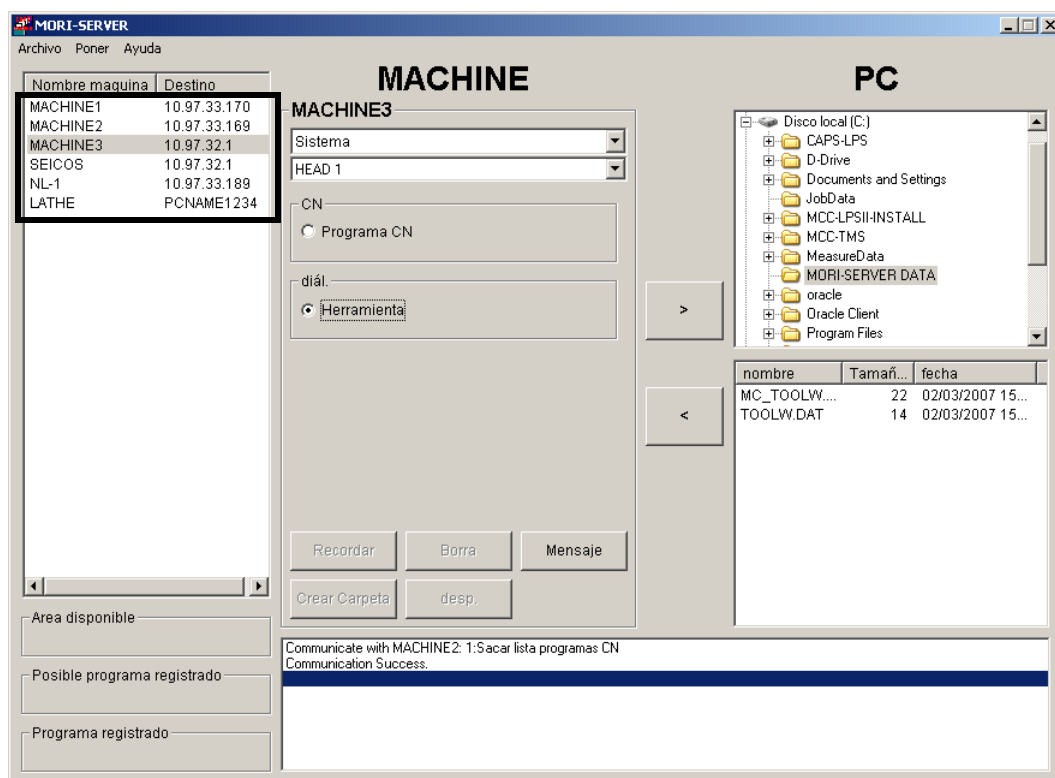 MORI-SERVER
Archivo Poner Ayuda
MACHINE
PC
Nombre maquina Destino
MACHINE1 10.97.33.170
MACHINE2 10.97.33.169
MACHINE3 10.97.32.1
SEICOS 10.97.32.1
NL-1 10.97.33.189
LATHE PCNAME1234
MACHINE3
Sistema
HEAD 1
CN
Programa CN
diál.
Herramienta
Recordar Borra Mensaje
Crear Carpeta desp.
>
<
Disco local (C:)
CAPS-LPS
D-Drive
Documents and Settings
JobData
MCC-LPSII-INSTALL
MCC-TMS
MeasureData
MORI-SERVER DATA
oracle
Oracle Client
Program Files
nombre Tamañ... fecha
MC_TOOLW.... 22 02/03/2007 15...
TOOLW.DAT 14 02/03/2007 15...
Area disponible
Posible programa registrado
Programa registrado
Communicate with MACHINE2: 1:Sacar lista programas CN
Communication Success.